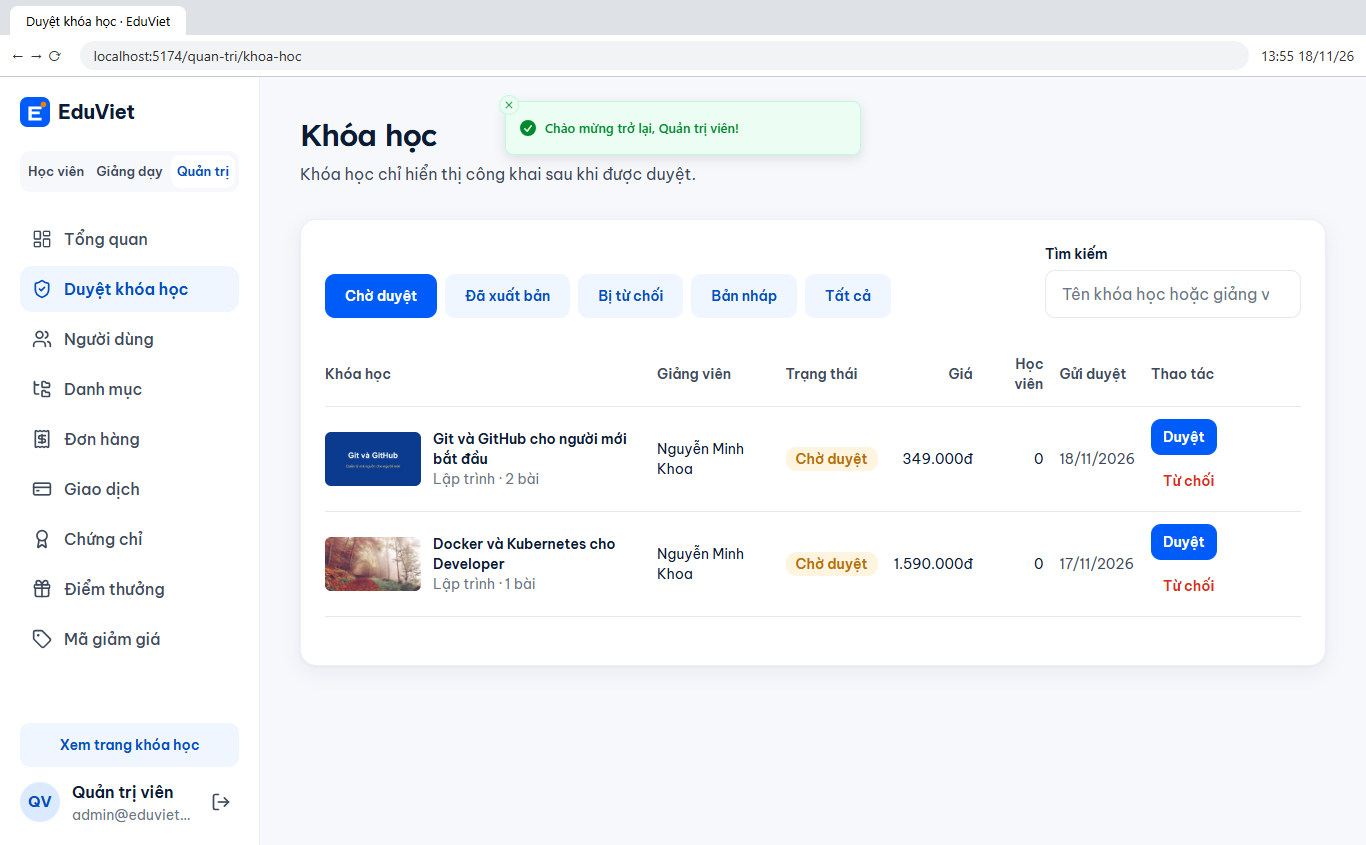 Duyệt khóa học · EduViet
localhost:5174/quan-tri/khoa-hoc
13:55 18/11/26
EduViet
Học viên Giảng dạy Quản trị
Tổng quan
Duyệt khóa học
Người dùng
Danh mục
Đơn hàng
Giao dịch
Chứng chỉ
Điểm thưởng
Mã giảm giá
Xem trang khóa học
QV
Quản trị viên
admin@eduviet...
Chào mừng trở lại, Quản trị viên!
Khóa học
Khóa học chỉ hiển thị công khai sau khi được duyệt.
Chờ duyệt Đã xuất bản Bị từ chối Bản nháp Tất cả
Tìm kiếm
Tên khóa học hoặc giảng v
Khóa học Giảng viên Trạng thái Giá Học viên Gửi duyệt Thao tác
Git và GitHub
Git và GitHub cho người mới
bắt đầu
Lập trình · 2 bài
Nguyễn Minh
Khoa
Chờ duyệt
349.000đ
0
18/11/2026
Duyệt
Từ chối
Docker và Kubernetes cho
Developer
Lập trình · 1 bài
Nguyễn Minh
Khoa
Chờ duyệt
1.590.000đ
0
17/11/2026
Duyệt
Từ chối